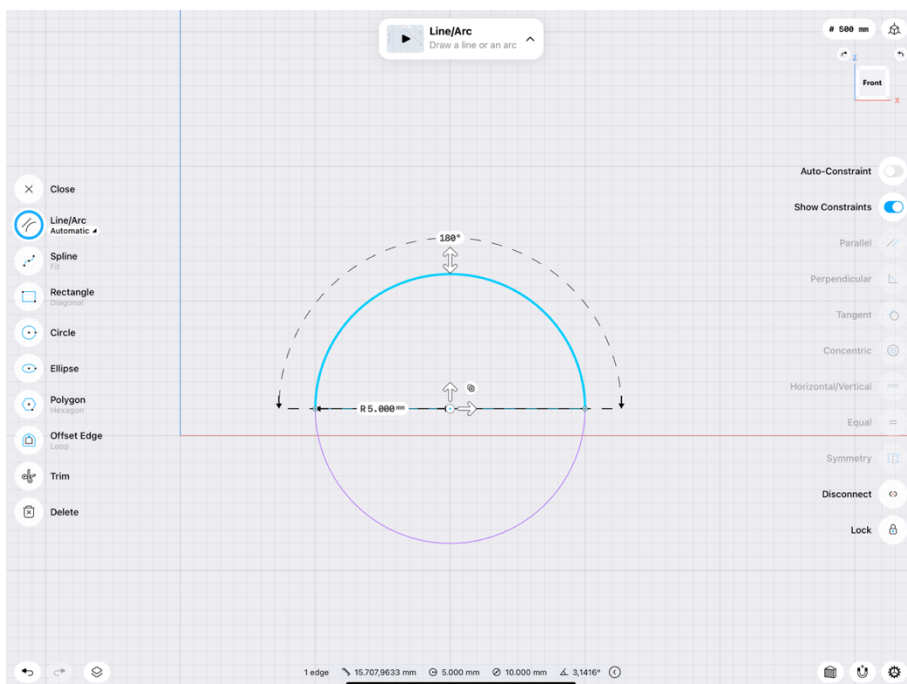 Line/Arc
Draw a line or an arc
# 500 mm
Z
Front
X
Auto-Constraint
Show Constraints
Parallel
Perpendicular
Tangent
Concentric
Horizontal/Vertical
Equal
Symmetry
Disconnect
Lock
Close
Line/Arc
Automatic
Spline
Fit
Rectangle
Diagonal
Circle
Ellipse
Polygon
Hexagon
Offset Edge
Loop
Trim
Delete
180°
R 5.000 mm
1 edge 15.707,9633 mm 5.000 mm 10.000 mm 3,1416°